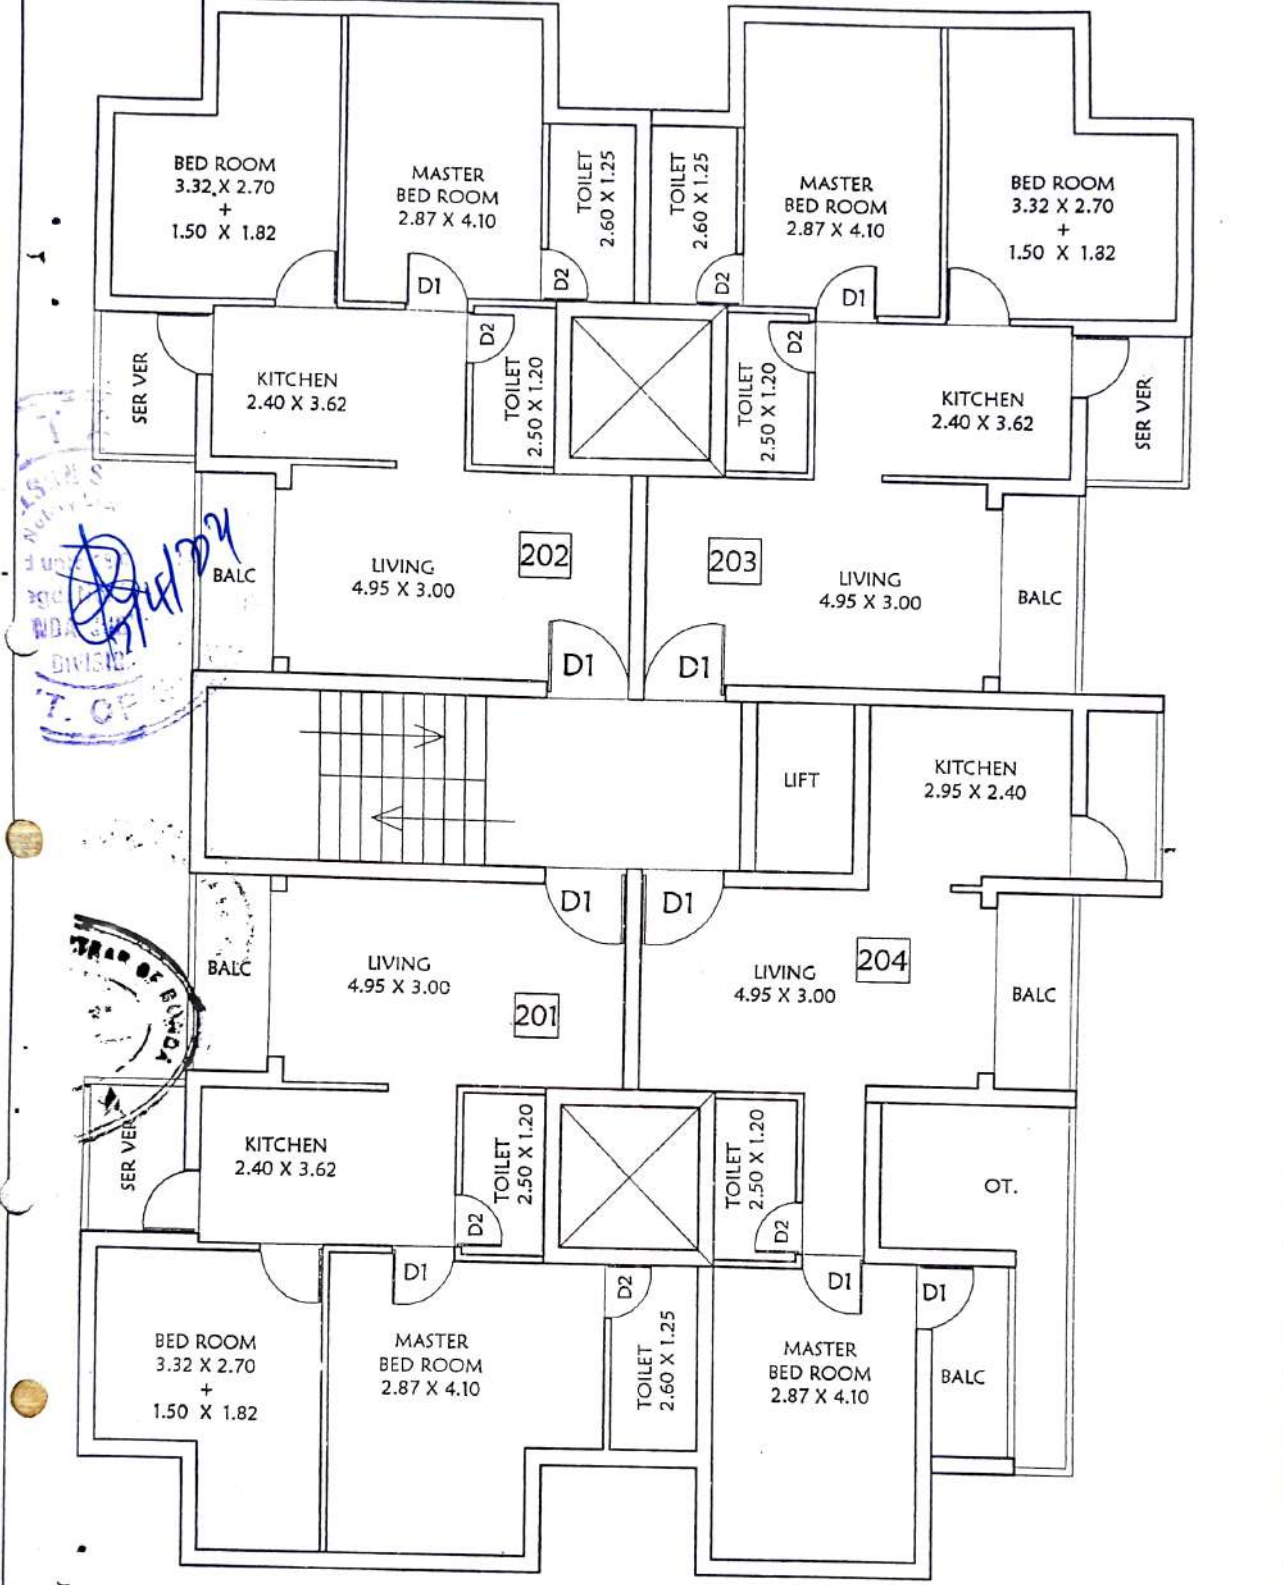 BED ROOM
3.32 X 2.70
+
1.50 X 1.82
MASTER
BED ROOM
2.87 X 4.10
TOILET
2.60 X 1.25
TOILET
2.60 X 1.25
MASTER
BED ROOM
2.87 X 4.10
BED ROOM
3.32 X 2.70
+
1.50 X 1.82
D1
D2
D2
D1
SER VER
KITCHEN
2.40 X 3.62
D2
TOILET
2.50 X 1.20
TOILET
2.50 X 1.20
D2
KITCHEN
2.40 X 3.62
SER VER
BALC
LIVING
4.95 X 3.00
202
203
LIVING
4.95 X 3.00
BALC
D1
D1
DIVISIO
T. OF
LIFT
KITCHEN
2.95 X 2.40
D1
D1
BALC
LIVING
4.95 X 3.00
201
LIVING
4.95 X 3.00
204
BALC
OF BONDA
SER VER
KITCHEN
2.40 X 3.62
TOILET
2.50 X 1.20
D2
TOILET
2.50 X 1.20
D2
OT.
D1
D2
D1
D1
BED ROOM
3.32 X 2.70
+
1.50 X 1.82
MASTER
BED ROOM
2.87 X 4.10
TOILET
2.60 X 1.25
MASTER
BED ROOM
2.87 X 4.10
BALC